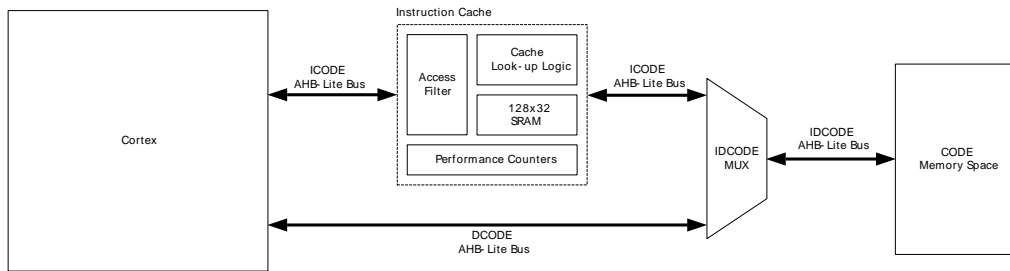 Instruction Cache
Cortex
ICODE
AHB-Lite Bus
Access
Filter
Cache
Look-up Logic
128x32
SRAM
Performance Counters
ICODE
AHB-Lite Bus
IDCODE
MUX
IDCODE
AHB-Lite Bus
CODE
Memory Space
DCODE
AHB-Lite Bus